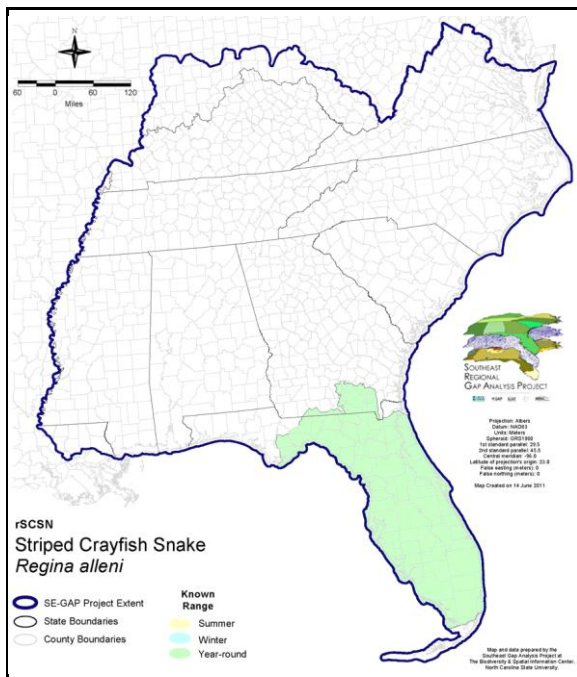 60 0 60 120
Miles
SOUTHEAST
REGIONAL
GAP ANALYSIS PROJECT
Projection: Albers
Datum: NAD83
Units: Meters
Spheroid: GRS1980
1st standard parallel: 29.5
2nd standard parallel: 45.5
Central meridian: -96.0
Latitude of projection's origin: 23.0
False easting (meters): 0
False northing (meters): 0
Map Created on 14 June 2011
rSCSN
Striped Crayfish Snake
Regina alleni
SE-GAP Project Extent
State Boundaries
County Boundaries
Known
Range
Summer
Winter
Year-round
Map and data prepared by the
Southeast Gap Analysis Project at
The Biodiversity & Spatial Information Center,
North Carolina State University.